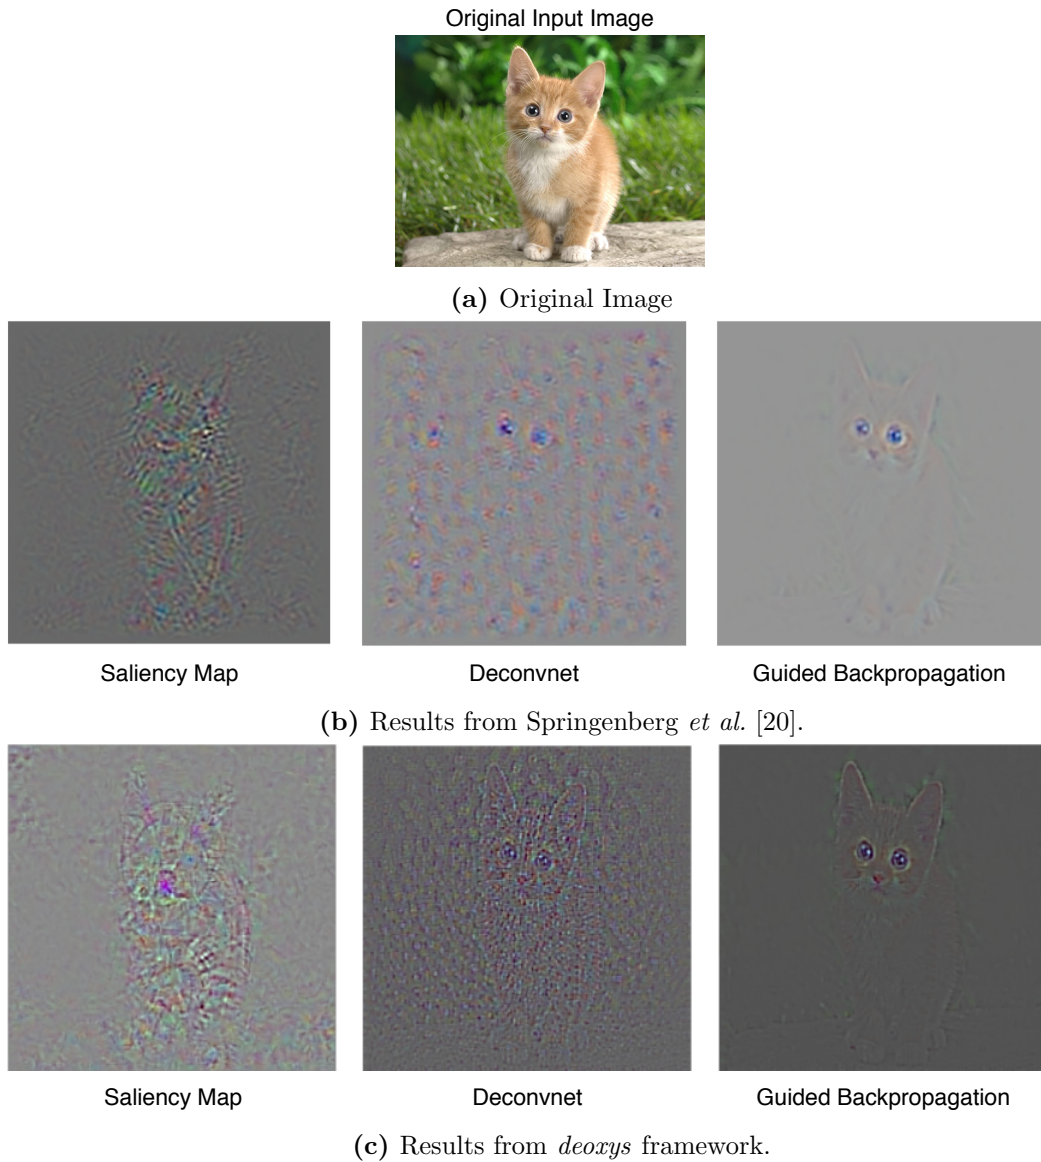 Original Input Image
(a) Original Image
Saliency Map
Deconvnet
Guided Backpropagation
(b) Results from Springenberg et al. [20].
Saliency Map
Deconvnet
Guided Backpropagation
(c) Results from deoxys framework.